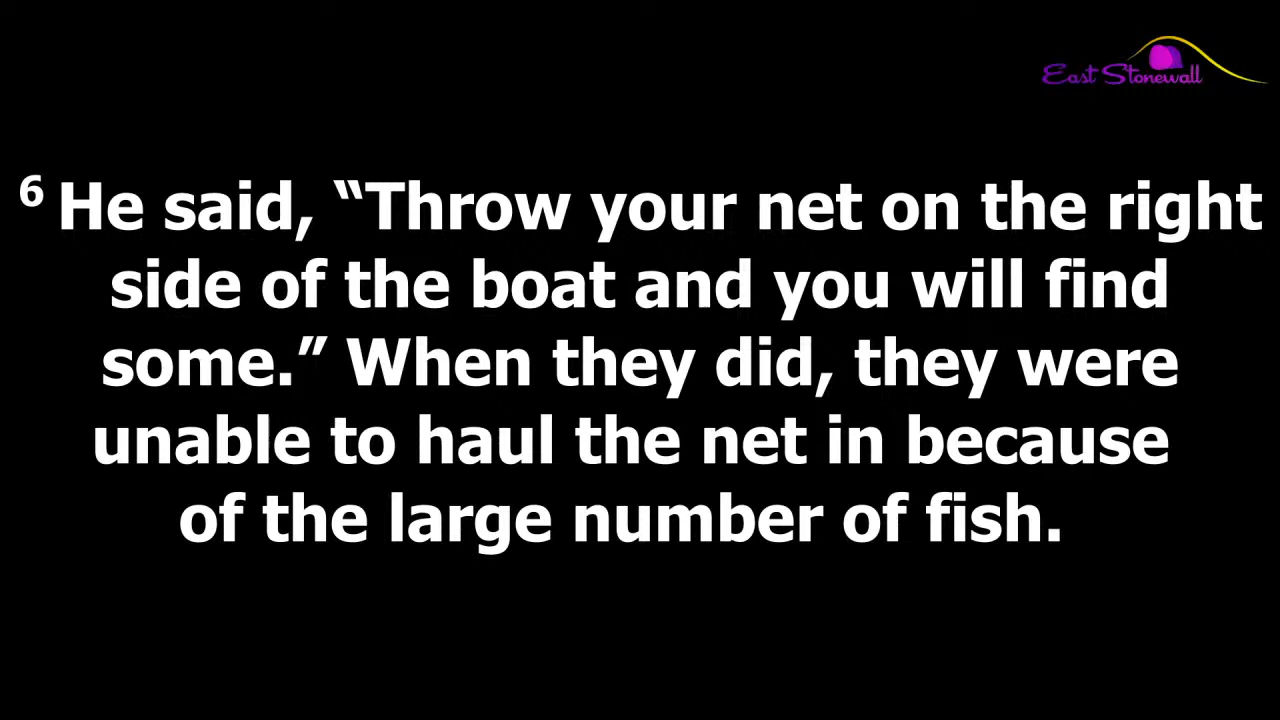 East Stonewall
6 He said, “Throw your net on the right
side of the boat and you will find
some.” When they did, they were
unable to haul the net in because
of the large number of fish.